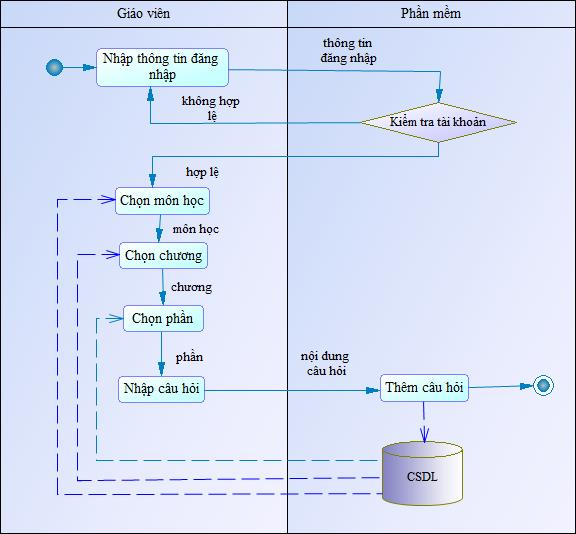 Giáo viên
Phần mềm
Nhập thông tin đăng
nhập
thông tin
đăng nhập
không hợp
lệ
Kiểm tra tài khoản
hợp lệ
Chọn môn học
môn học
Chọn chương
chương
Chọn phần
phần
nội dung
câu hỏi
Nhập câu hỏi
Thêm câu hỏi
CSDL